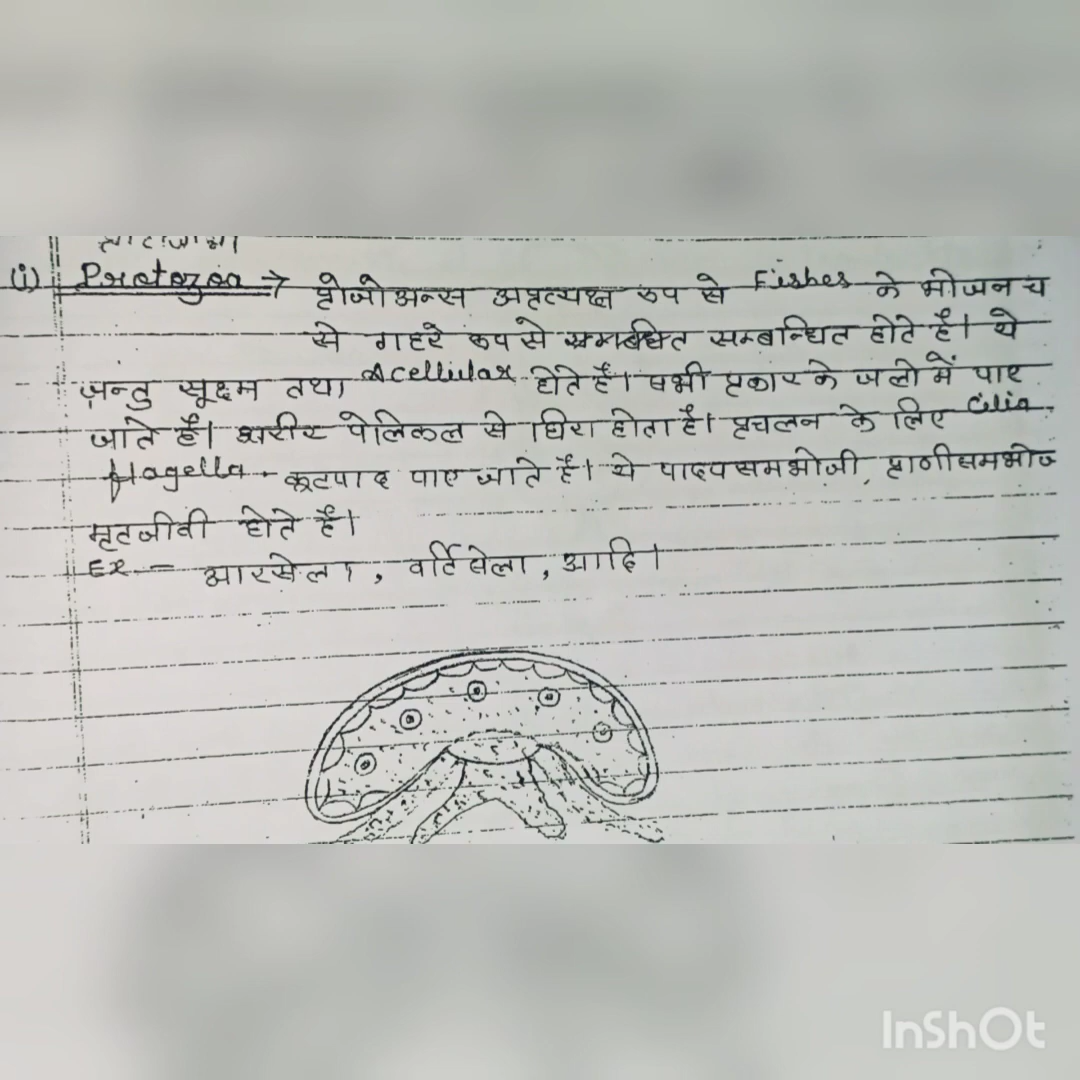 (i) Protozoa → प्रोजोअन्स अप्रत्यक्ष रुप से Fishes के भोजन च
से गहरे रूप से सम्बन्धित होते है। ये
जन्तु सूक्ष्म तथा Acellular होते है। सभी प्रकार के जलो में पाए
जाते है। शरीर पेलिकल से घिरा होता है। प्रचलन के लिए cilia,
flagella कूटपाद पाए जाते है। ये पादपसमभोजी, प्राणीसमभोज
मृतजीवी होते है।
Ex - आरसेला, वर्टिसेला, आदि।
InShOt